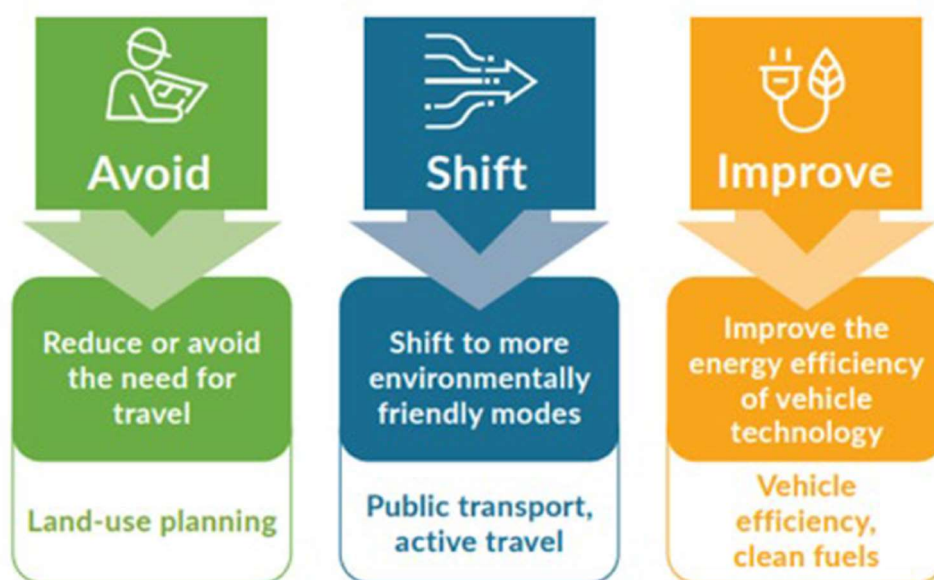 Avoid
Reduce or avoid
the need for
travel
Land-use planning
Shift
Shift to more
environmentally
friendly modes
Public transport,
active travel
Improve
Improve the
energy efficiency
of vehicle
technology
Vehicle
efficiency,
clean fuels